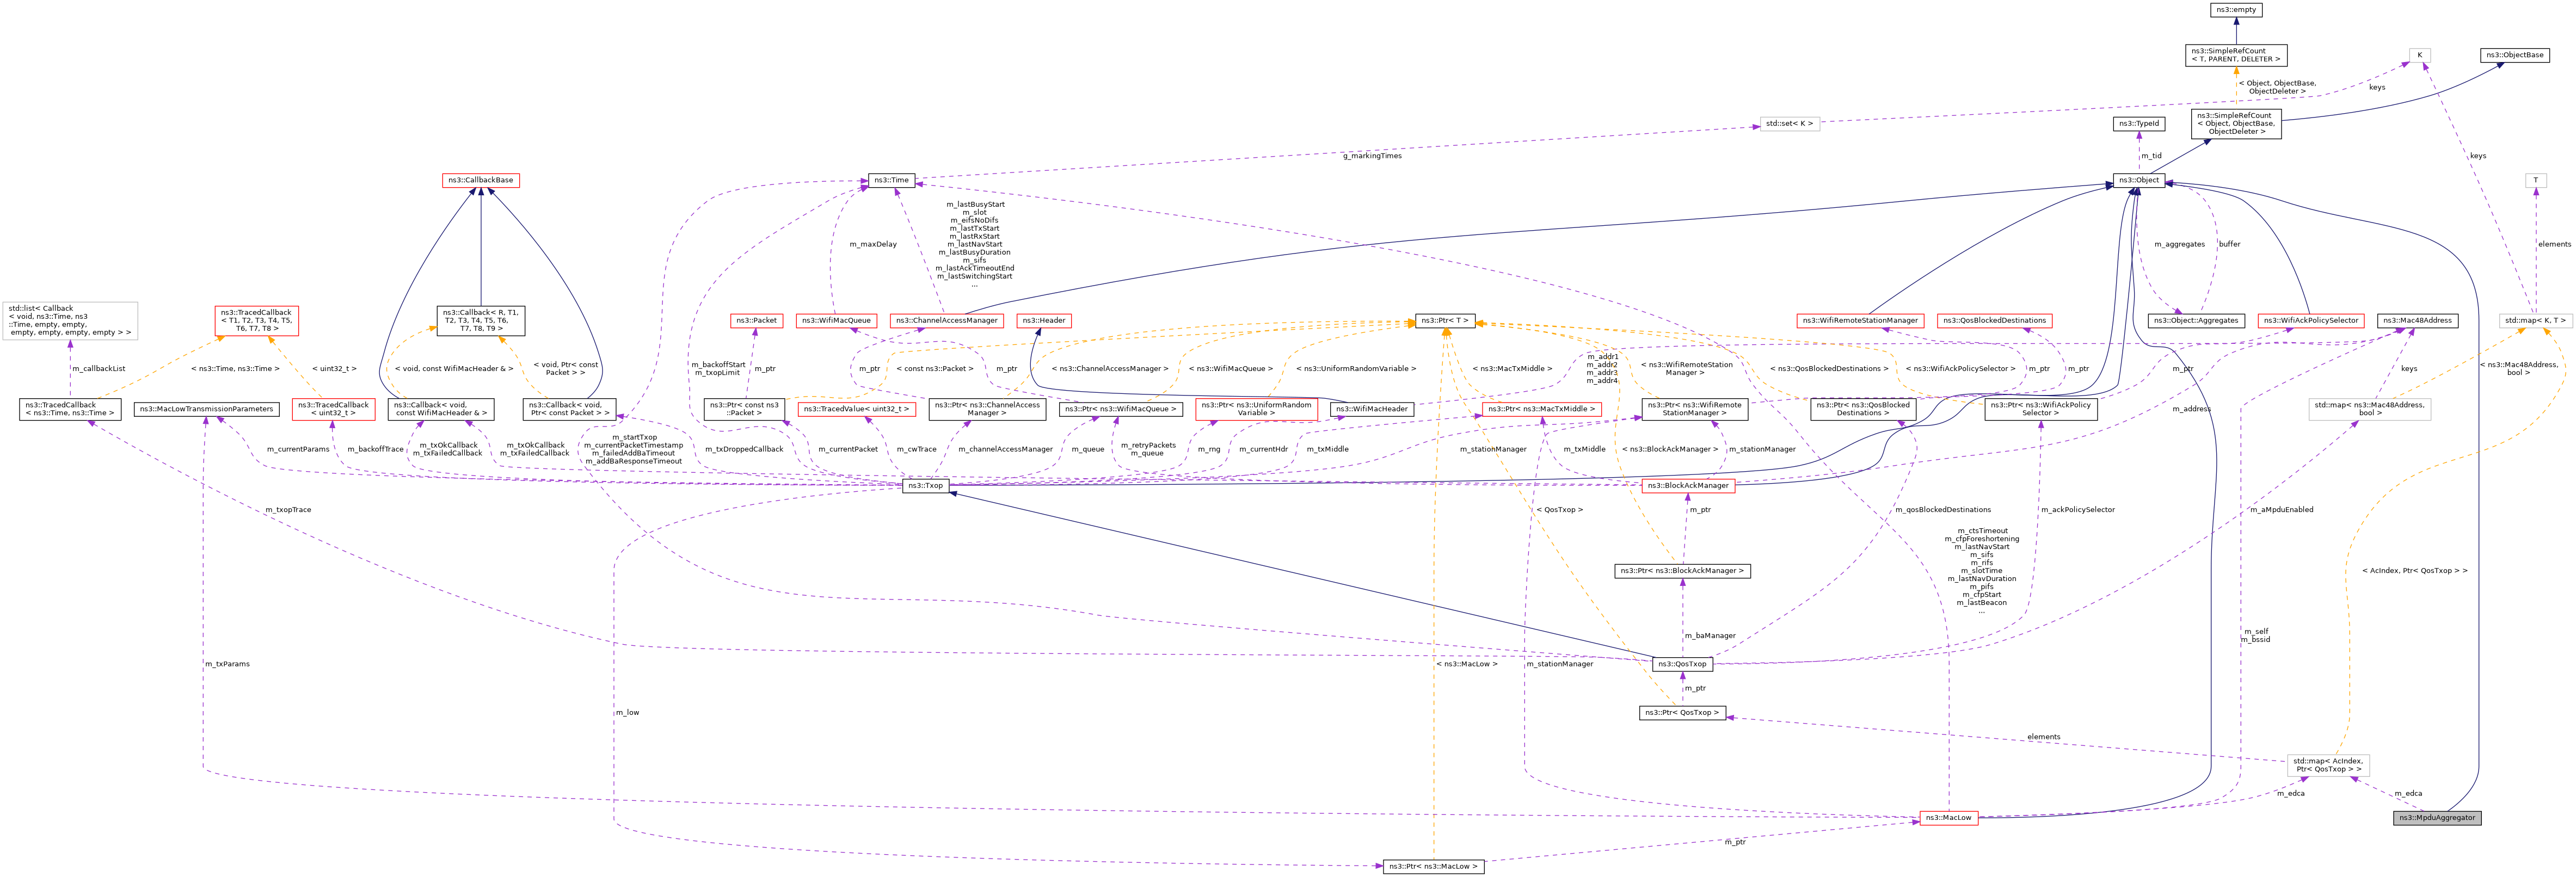 ns3::empty
ns3::SimpleRefCount
< T, PARENT, DELETER >
K
ns3::ObjectBase
< Object, ObjectBase,
ObjectDeleter >
keys
std::set< K >
ns3::TypeId
ns3::SimpleRefCount
< Object, ObjectBase,
ObjectDeleter >
g_markingTimes
m_tid
keys
ns3::CallbackBase
ns3::Time
ns3::Object
T
m_lastBusyStart
m_slot
m_eifsNoDifs
m_lastTxStart
m_lastRxStart
m_lastNavStart
m_lastBusyDuration
m_sifs
m_lastAckTimeoutEnd
m_lastSwitchingStart
...
m_maxDelay
m_aggregates
buffer
elements
std::list< Callback
< void, ns3::Time, ns3
::Time, empty, empty,
empty, empty, empty, empty > >
ns3::TracedCallback
< T1, T2, T3, T4, T5,
T6, T7, T8 >
ns3::Callback< R, T1,
T2, T3, T4, T5, T6,
T7, T8, T9 >
ns3::Packet
ns3::WifiMacQueue
ns3::ChannelAccessManager
ns3::Header
ns3::Ptr< T >
ns3::WifiRemoteStationManager
ns3::QosBlockedDestinations
ns3::Object::Aggregates
ns3::WifiAckPolicySelector
ns3::Mac48Address
std::map< K, T >
m_callbackList
< ns3::Time, ns3::Time >
< uint32_t >
< void, const WifiMacHeader & >
< void, Ptr< const
Packet > >
m_backoffStart
m_txopLimit
m_ptr
m_ptr
< const ns3::Packet >
m_ptr
< ns3::ChannelAccessManager >
< ns3::WifiMacQueue >
< ns3::UniformRandomVariable >
< ns3::MacTxMiddle >
m_addr1
m_addr2
m_addr3
m_addr4
< ns3::WifiRemoteStation
Manager >
< ns3::QosBlockedDestinations >
m_ptr
m_ptr
< ns3::WifiAckPolicySelector >
m_ptr
keys
< ns3::Mac48Address,
bool >
ns3::TracedCallback
< ns3::Time, ns3::Time >
ns3::MacLowTransmissionParameters
ns3::TracedCallback
< uint32_t >
ns3::Callback< void,
const WifiMacHeader & >
ns3::Callback< void,
Ptr< const Packet > >
ns3::Ptr< const ns3
::Packet >
ns3::TracedValue< uint32_t >
ns3::Ptr< ns3::ChannelAccess
Manager >
ns3::Ptr< ns3::WifiMacQueue >
ns3::Ptr< ns3::UniformRandom
Variable >
ns3::WifiMacHeader
ns3::Ptr< ns3::MacTxMiddle >
ns3::Ptr< ns3::WifiRemote
StationManager >
ns3::Ptr< ns3::QosBlocked
Destinations >
ns3::Ptr< ns3::WifiAckPolicy
Selector >
std::map< ns3::Mac48Address,
bool >
m_address
m_currentParams
m_backoffTrace
m_txOkCallback
m_txFailedCallback
m_txOkCallback
m_txFailedCallback
m_startTxop
m_currentPacketTimestamp
m_failedAddBaTimeout
m_addBaResponseTimeout
m_txDroppedCallback
m_currentPacket
m_cwTrace
m_channelAccessManager
m_queue
m_retryPackets
m_queue
m_rng
m_currentHdr
m_txMiddle
m_stationManager
m_txMiddle
< ns3::BlockAckManager >
m_stationManager
ns3::Txop
ns3::BlockAckManager
m_txopTrace
< QosTxop >
m_ptr
m_qosBlockedDestinations
m_ackPolicySelector
m_aMpduEnabled
m_ctsTimeout
m_cfpForeshortening
m_lastNavStart
m_sifs
m_rifs
m_slotTime
m_lastNavDuration
m_pifs
m_cfpStart
m_lastBeacon
...
ns3::Ptr< ns3::BlockAckManager >
< AcIndex, Ptr< QosTxop > >
m_baManager
m_self
m_bssid
m_txParams
< ns3::MacLow >
m_stationManager
ns3::QosTxop
m_ptr
m_low
ns3::Ptr< QosTxop >
elements
std::map< AcIndex,
Ptr< QosTxop > >
m_edca
m_edca
ns3::MacLow
ns3::MpduAggregator
m_ptr
ns3::Ptr< ns3::MacLow >